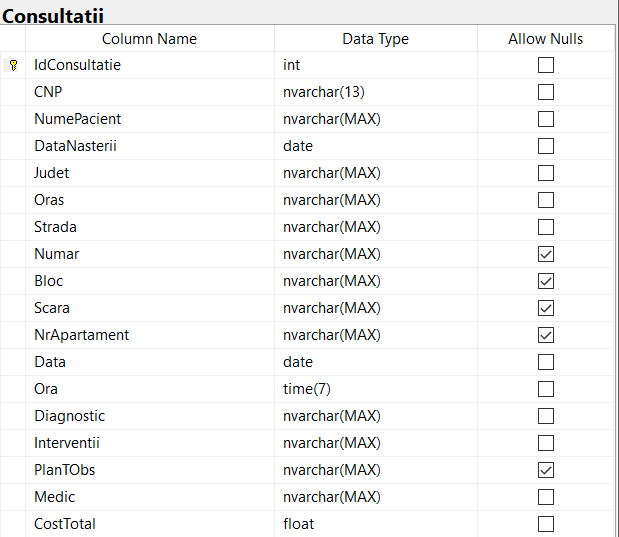 Consultatii
Column Name Data Type Allow Nulls
IdConsultatie int
CNP nvarchar(13)
NumePacient nvarchar(MAX)
DataNasterii date
Judet nvarchar(MAX)
Oras nvarchar(MAX)
Strada nvarchar(MAX)
Numar nvarchar(MAX)
Bloc nvarchar(MAX)
Scara nvarchar(MAX)
NrApartament nvarchar(MAX)
Data date
Ora time(7)
Diagnostic nvarchar(MAX)
Interventii nvarchar(MAX)
PlanTObs nvarchar(MAX)
Medic nvarchar(MAX)
CostTotal float